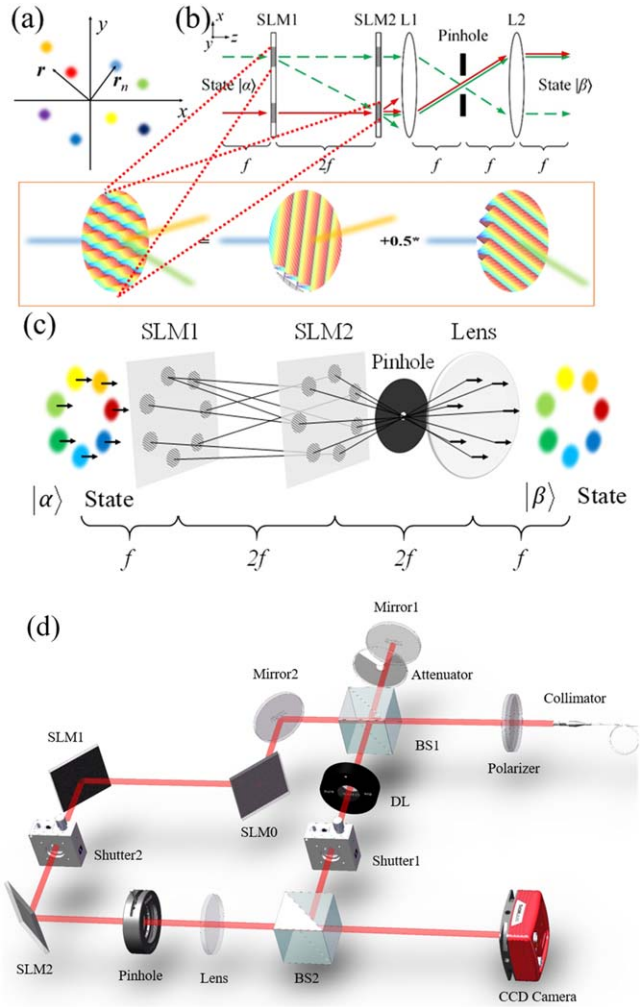 (a)
y
r
r_n
x
(b)
x
y
z
SLM1
SLM2
L1
Pinhole
L2
State |α⟩
State |β⟩
f
2f
f
f
f
=
+0.5*
(c)
SLM1
SLM2
Pinhole
Lens
|α⟩ State
|β⟩ State
f
2f
2f
f
(d)
Mirror1
Attenuator
Mirror2
Collimator
BS1
SLM1
Polarizer
DL
SLM0
Shutter2
Shutter1
SLM2
Pinhole
Lens
BS2
CCD Camera